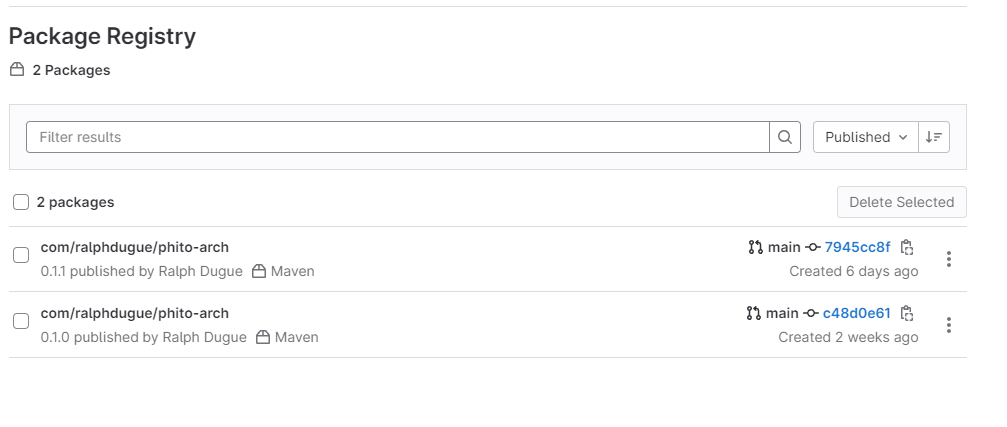 Package Registry
2 Packages
Filter results
Published
2 packages
Delete Selected
com/ralphdugue/phito-arch
main 7945cc8f
0.1.1 published by Ralph Dugue Maven
Created 6 days ago
com/ralphdugue/phito-arch
main c48d0e61
0.1.0 published by Ralph Dugue Maven
Created 2 weeks ago